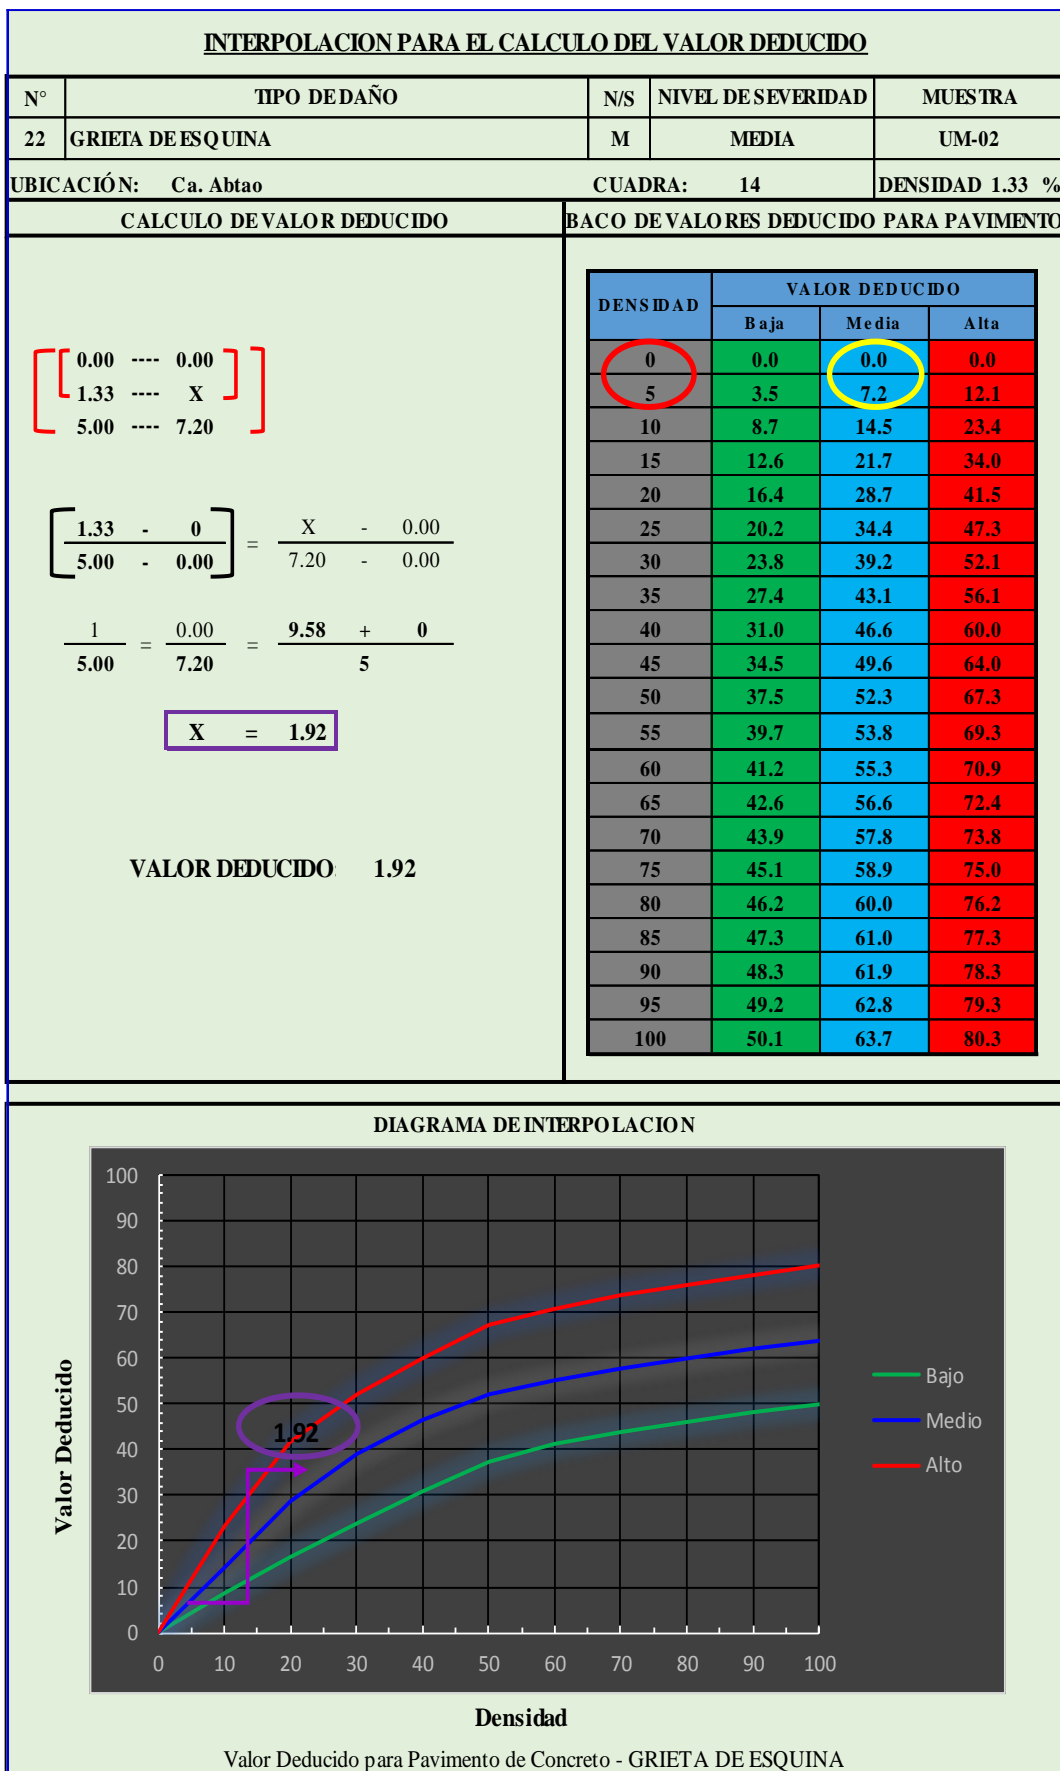 INTERPOLACION PARA EL CALCULO DEL VALOR DEDUCIDO
N° TIPO DE DAÑO N/S NIVEL DE SEVERIDAD MUESTRA
22 GRIETA DE ESQUINA M MEDIA UM-02
UBICACIÓN: Ca. Abtao CUADRA: 14 DENSIDAD 1.33 %
CALCULO DE VALOR DEDUCIDO
0.00 ---- 0.00
1.33 ---- X
5.00 ---- 7.20
1.33 - 0
5.00 - 0.00
=
X - 0.00
7.20 - 0.00
1
5.00
=
0.00
7.20
=
9.58 + 0
5
X = 1.92
VALOR DEDUCIDO: 1.92
BACO DE VALORES DEDUCIDO PARA PAVIMENTO
DENSIDAD VALOR DEDUCIDO
Baja Media Alta
0 0.0 0.0 0.0
5 3.5 7.2 12.1
10 8.7 14.5 23.4
15 12.6 21.7 34.0
20 16.4 28.7 41.5
25 20.2 34.4 47.3
30 23.8 39.2 52.1
35 27.4 43.1 56.1
40 31.0 46.6 60.0
45 34.5 49.6 64.0
50 37.5 52.3 67.3
55 39.7 53.8 69.3
60 41.2 55.3 70.9
65 42.6 56.6 72.4
70 43.9 57.8 73.8
75 45.1 58.9 75.0
80 46.2 60.0 76.2
85 47.3 61.0 77.3
90 48.3 61.9 78.3
95 49.2 62.8 79.3
100 50.1 63.7 80.3
DIAGRAMA DE INTERPOLACION
Valor Deducido
100
90
80
70
60
50
40
30
20
10
0
1.92
Bajo
Medio
Alto
0 10 20 30 40 50 60 70 80 90 100
Densidad
Valor Deducido para Pavimento de Concreto - GRIETA DE ESQUINA